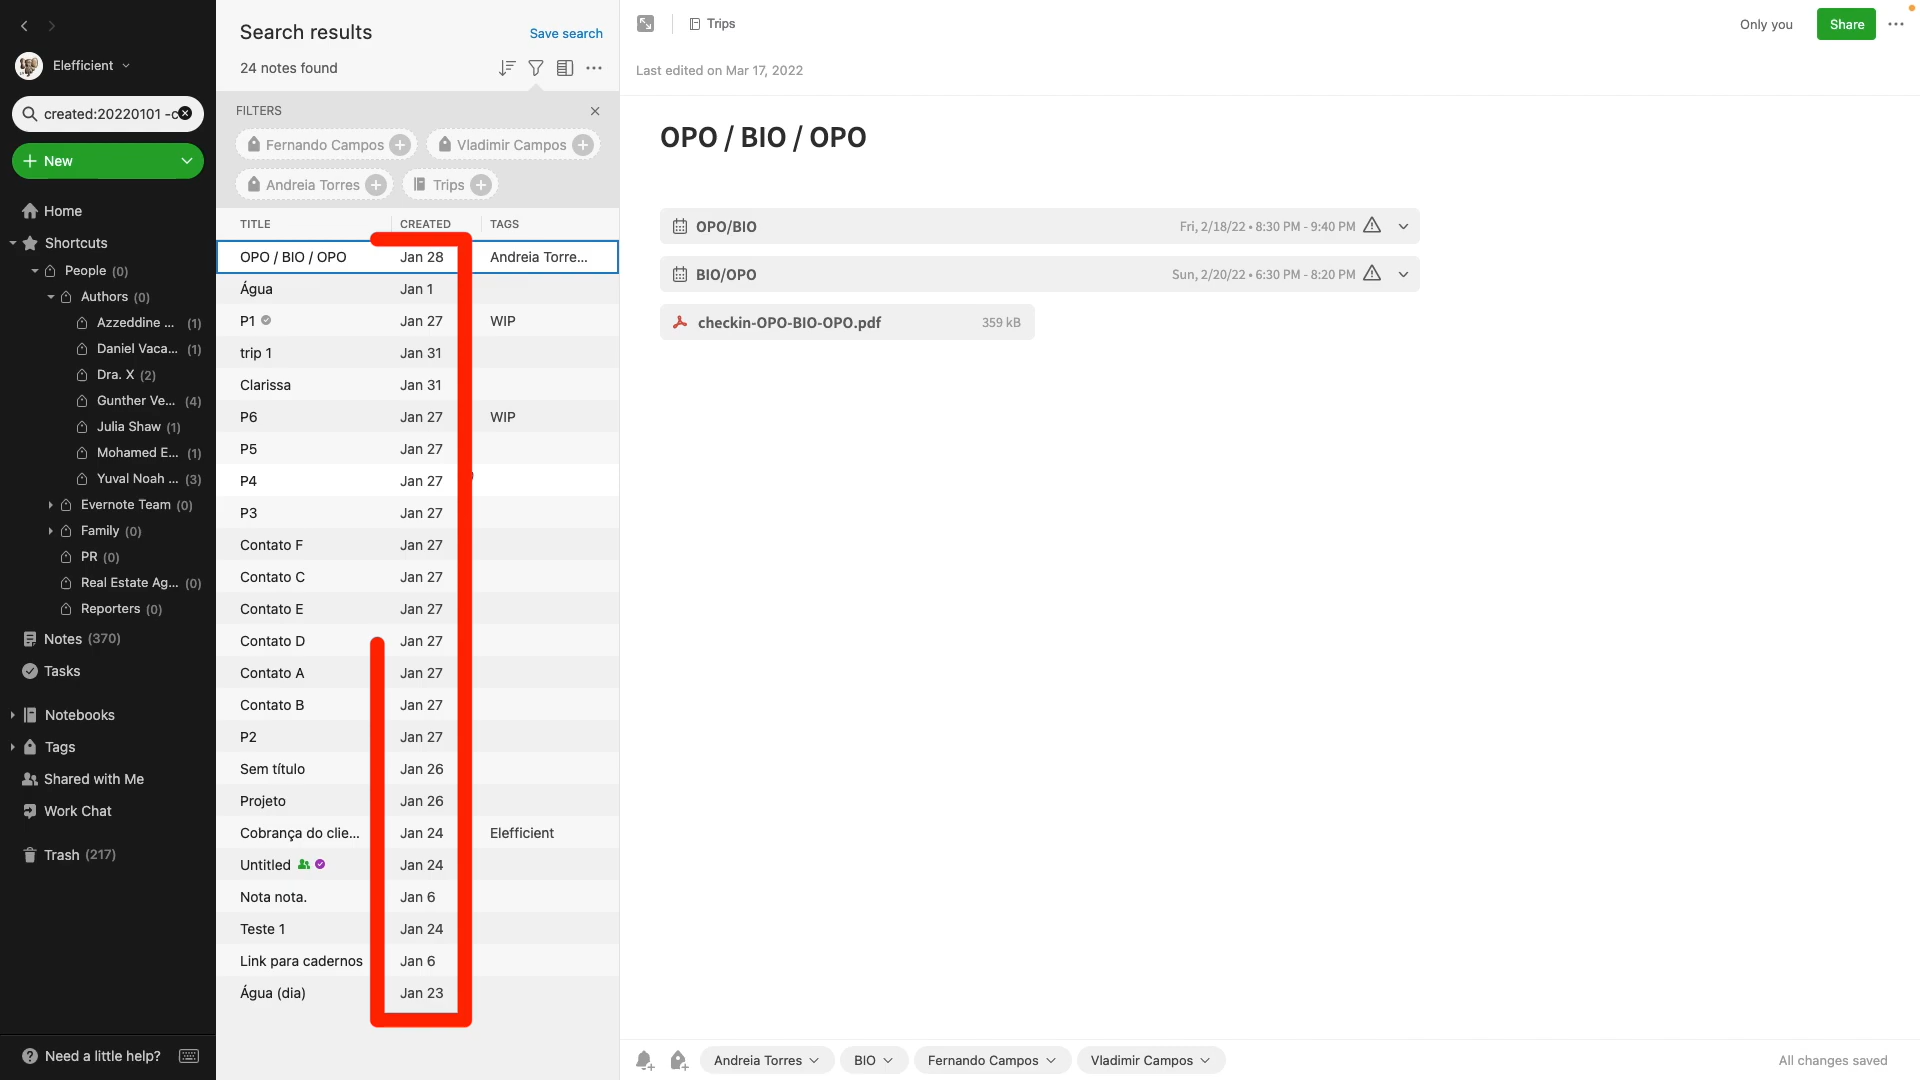 Elefficient
created:20220101 -c
New
Home
Shortcuts
People (0)
Authors (0)
Azzeddine ... (1)
Daniel Vaca... (1)
Dra. X (2)
Gunther Ve... (4)
Julia Shaw (1)
Mohamed E... (1)
Yuval Noah ... (3)
Evernote Team (0)
Family (0)
PR (0)
Real Estate Ag... (0)
Reporters (0)
Notes (370)
Tasks
Notebooks
Tags
Shared with Me
Work Chat
Trash (217)
Need a little help?
Search results
Save search
24 notes found
FILTERS
Fernando Campos
Vladimir Campos
Andreia Torres
Trips
TITLE CREATED TAGS
OPO / BIO / OPO Jan 28 Andreia Torre...
Água Jan 1
P1 Jan 27 WIP
trip 1 Jan 31
Clarissa Jan 31
P6 Jan 27 WIP
P5 Jan 27
P4 Jan 27
P3 Jan 27
Contato F Jan 27
Contato C Jan 27
Contato E Jan 27
Contato D Jan 27
Contato A Jan 27
Contato B Jan 27
P2 Jan 27
Sem título Jan 26
Projeto Jan 26
Cobrança do clie... Jan 24 Elefficient
Untitled Jan 24
Nota nota. Jan 6
Teste 1 Jan 24
Link para cadernos Jan 6
Água (dia) Jan 23
Trips
Only you
Share
Last edited on Mar 17, 2022
OPO / BIO / OPO
OPO/BIO Fri, 2/18/22 • 8:30 PM - 9:40 PM
BIO/OPO Sun, 2/20/22 • 6:30 PM - 8:20 PM
checkin-OPO-BIO-OPO.pdf 359 kB
Andreia Torres
BIO
Fernando Campos
Vladimir Campos
All changes saved